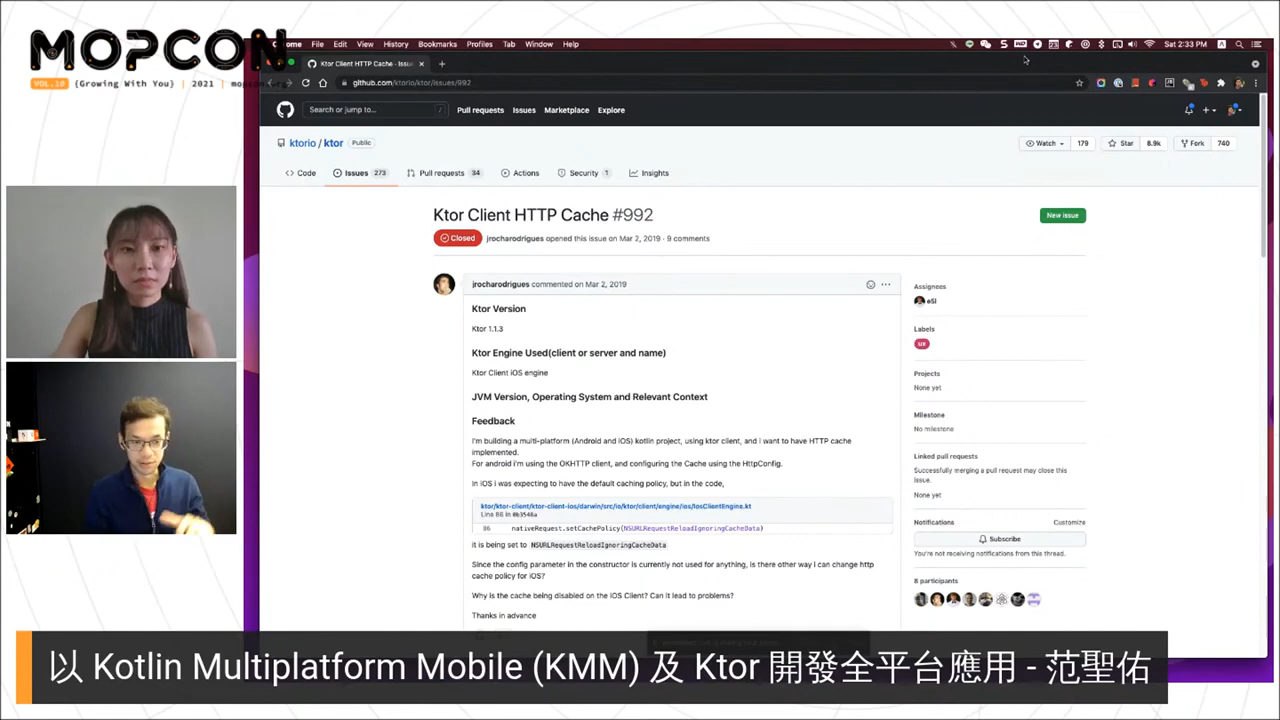 MOPCON
VOL.10 {Growing With You} | 2021 | mopcon.org
Chrome File Edit View History Bookmarks Profiles Tab Window Help
Sat 2:33 PM
Ktor Client HTTP Cache · Issu
github.com/ktorio/ktor/issues/992
Search or jump to... / Pull requests Issues Marketplace Explore
ktorio / ktor Public
Watch 179 Star 8.9k Fork 740
Code Issues 273 Pull requests 34 Actions Security 1 Insights
Ktor Client HTTP Cache #992
New issue
Closed jrocharodrigues opened this issue on Mar 2, 2019 · 9 comments
jrocharodrigues commented on Mar 2, 2019
Ktor Version
Ktor 1.1.3
Ktor Engine Used(client or server and name)
Ktor Client iOS engine
JVM Version, Operating System and Relevant Context
Feedback
I'm building a multi-platform (Android and iOS) kotlin project, using ktor client, and i want to have HTTP cache
implemented.
For android i'm using the OKHTTP client, and configuring the Cache using the HttpConfig.
In iOS i was expecting to have the default caching policy, but in the code,
ktor/ktor-client/ktor-client-ios/darwin/src/io/ktor/client/engine/ios/IosClientEngine.kt
Line 86 in 0b3548a
86 nativeRequest.setCachePolicy(NSURLRequestReloadIgnoringCacheData)
it is being set to NSURLRequestReloadIgnoringCacheData
Since the config parameter in the constructor is currently not used for anything, is there other way I can change http
cache policy for iOS?
Why is the cache being disabled on the IOS Client? Can it lead to problems?
Thanks in advance
Assignees
e5l
Labels
ux
Projects
None yet
Milestone
No milestone
Linked pull requests
Successfully merging a pull request may close this
issue.
None yet
Notifications Customize
Subscribe
You're not receiving notifications from this thread.
8 participants
以 Kotlin Multiplatform Mobile (KMM) 及 Ktor 開發全平台應用 - 范聖佑